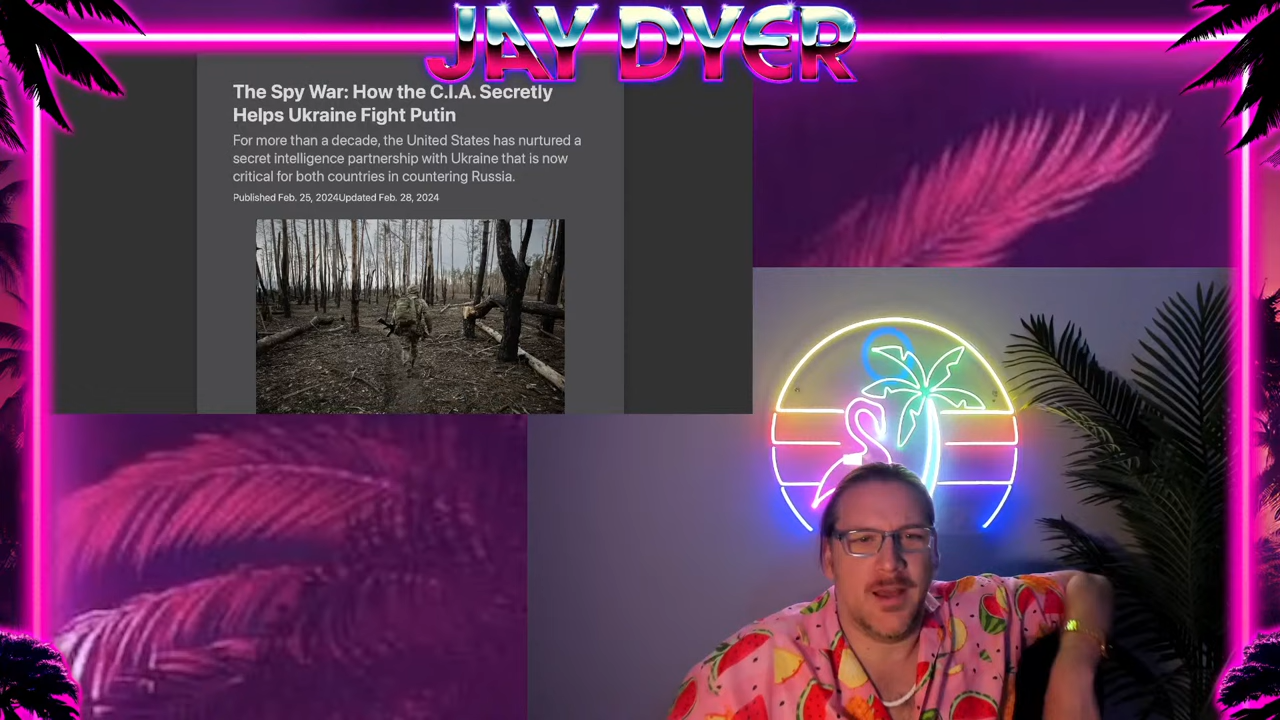 JAY DYER
The Spy War: How the C.I.A. Secretly
Helps Ukraine Fight Putin
For more than a decade, the United States has nurtured a
secret intelligence partnership with Ukraine that is now
critical for both countries in countering Russia.
Published Feb. 25, 2024Updated Feb. 28, 2024